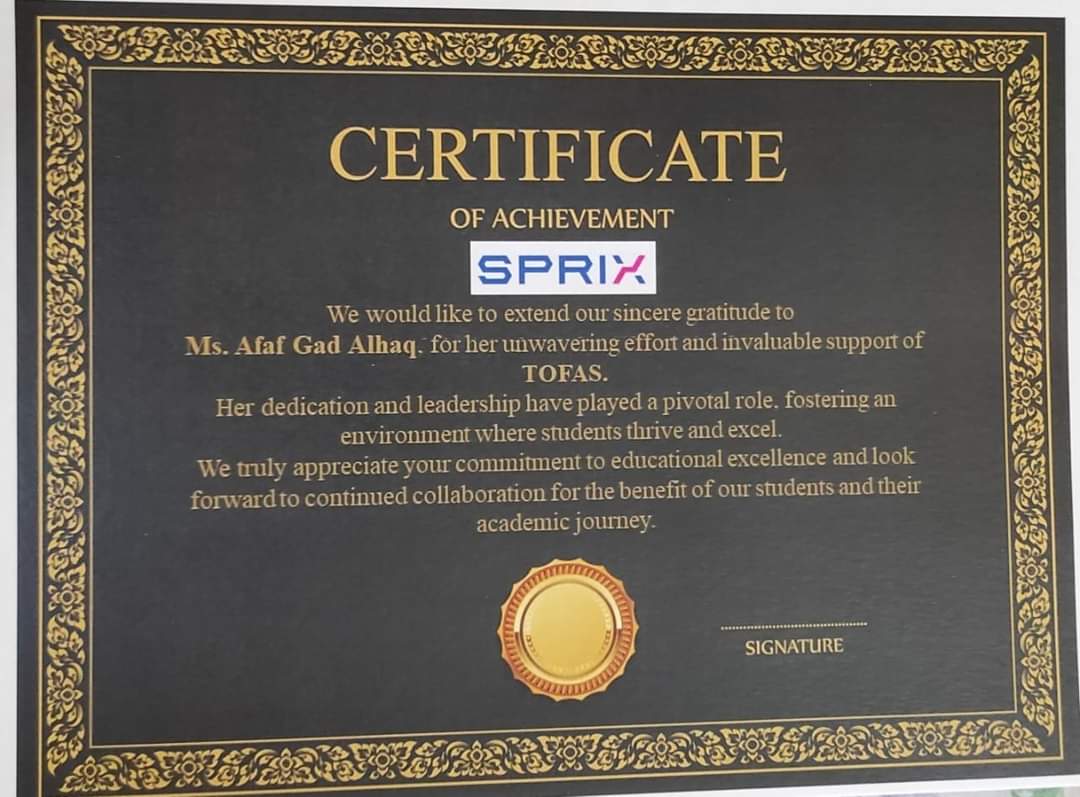 CERTIFICATE
OF ACHIEVEMENT
SPRIX
We would like to extend our sincere gratitude to
Ms. Afaf Gad Alhaq, for her unwavering effort and invaluable support of
TOFAS.
Her dedication and leadership have played a pivotal role, fostering an
environment where students thrive and excel.
We truly appreciate your commitment to educational excellence and look
forward to continued collaboration for the benefit of our students and their
academic journey.
SIGNATURE